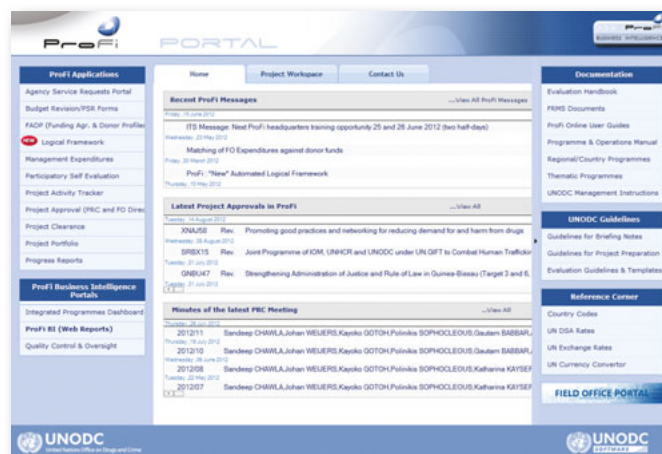 ProFi PORTAL
ProFi
BUSINESS INTELLIGENCE
ProFi Applications
Agency Service Requests Portal
Budget Revision/PSR Forms
FADP (Funding Agr. & Donor Profiles
NEW Logical Framework
Management Expenditures
Participatory Self Evaluation
Project Activity Tracker
Project Approval (PRC and FO Direc
Project Clearance
Project Portfolio
Progress Reports
ProFi Business Intelligence
Portals
Integrated Programmes Dashboard
ProFi BI (Web Reports)
Quality Control & Oversight
Home Project Workspace Contact Us
Recent ProFi Messages ...View All ProFi Messages
Friday, 15 June 2012
ITS Message: Next ProFi headquarters training opportunity 25 and 26 June 2012 (two half-days)
Wednesday, 23 May 2012
Matching of FO Expenditures against donor funds
Friday, 30 March 2012
ProFi : "New" Automated Logical Framework
Thursday, 10 May 2012
Latest Project Approvals in ProFi ...View All
Tuesday, 14 August 2012
XNAJ58 Rev. Promoting good practices and networking for reducing demand for and harm from drugs
Wednesday, 08 August 2012
SRBX15 Rev. Joint Programme of IOM, UNHCR and UNODC under UN.GIFT to Combat Human Traffickin
Tuesday, 31 July 2012
GNBU47 Rev. Strengthening Administration of Justice and Rule of Law in Guinea-Bissau (Target 3 and 6,
Tuesday, 31 July 2012
Minutes of the latest PRC Meeting ...View All
2012/11 Sandeep CHAWLA,Johan WEIJERS,Kayoko GOTOH,Polinikis SOPHOCLEOUS,Gautam BABBAR,
Thursday, 19 July 2012
2012/10 Sandeep CHAWLA,Johan WEIJERS,Kayoko GOTOH,Polinikis SOPHOCLEOUS,Gautam BABBAR,
2012/08 Sandeep CHAWLA,Johan WEIJERS,Kayoko GOTOH,Polinikis SOPHOCLEOUS,Katharina KAYSER
Tuesday, 22 May 2012
2012/07 Sandeep CHAWLA,Johan WEIJERS,Kayoko GOTOH,Polinikis SOPHOCLEOUS,Katharina KAYSER
Documentation
Evaluation Handbook
FRMS Documents
ProFi Online User Guides
Programme & Operations Manual
Regional/Country Programmes
Thematic Programmes
UNODC Management Instructions
UNODC Guidelines
Guidelines for Briefing Notes
Guidelines for Project Preparation
Evaluation Guidelines & Templates
Reference Corner
Country Codes
UN DSA Rates
UN Exchange Rates
UN Currency Convertor
FIELD OFFICE PORTAL
UNODC
United Nations Office on Drugs and Crime
UNODC
SOFTWARE